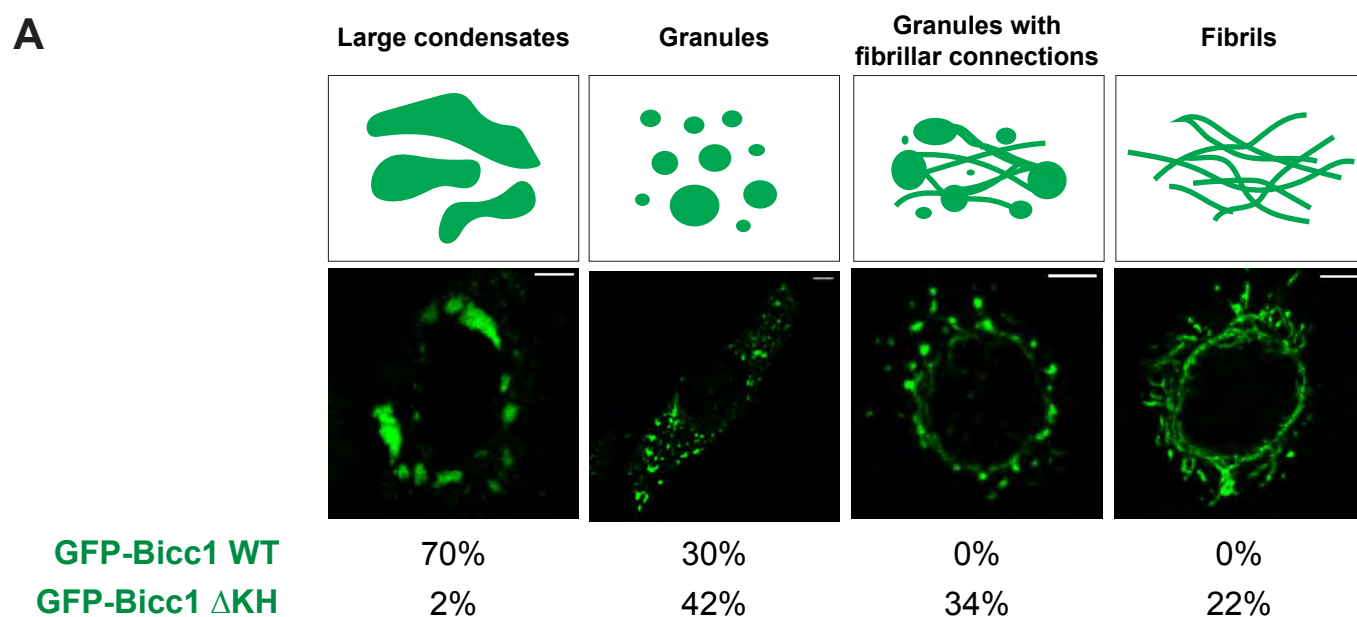 A
Large condensates
Granules
Granules with
fibrillar connections
Fibrils
GFP-Bicc1 WT 70% 30% 0% 0%
GFP-Bicc1 ΔKH 2% 42% 34% 22%